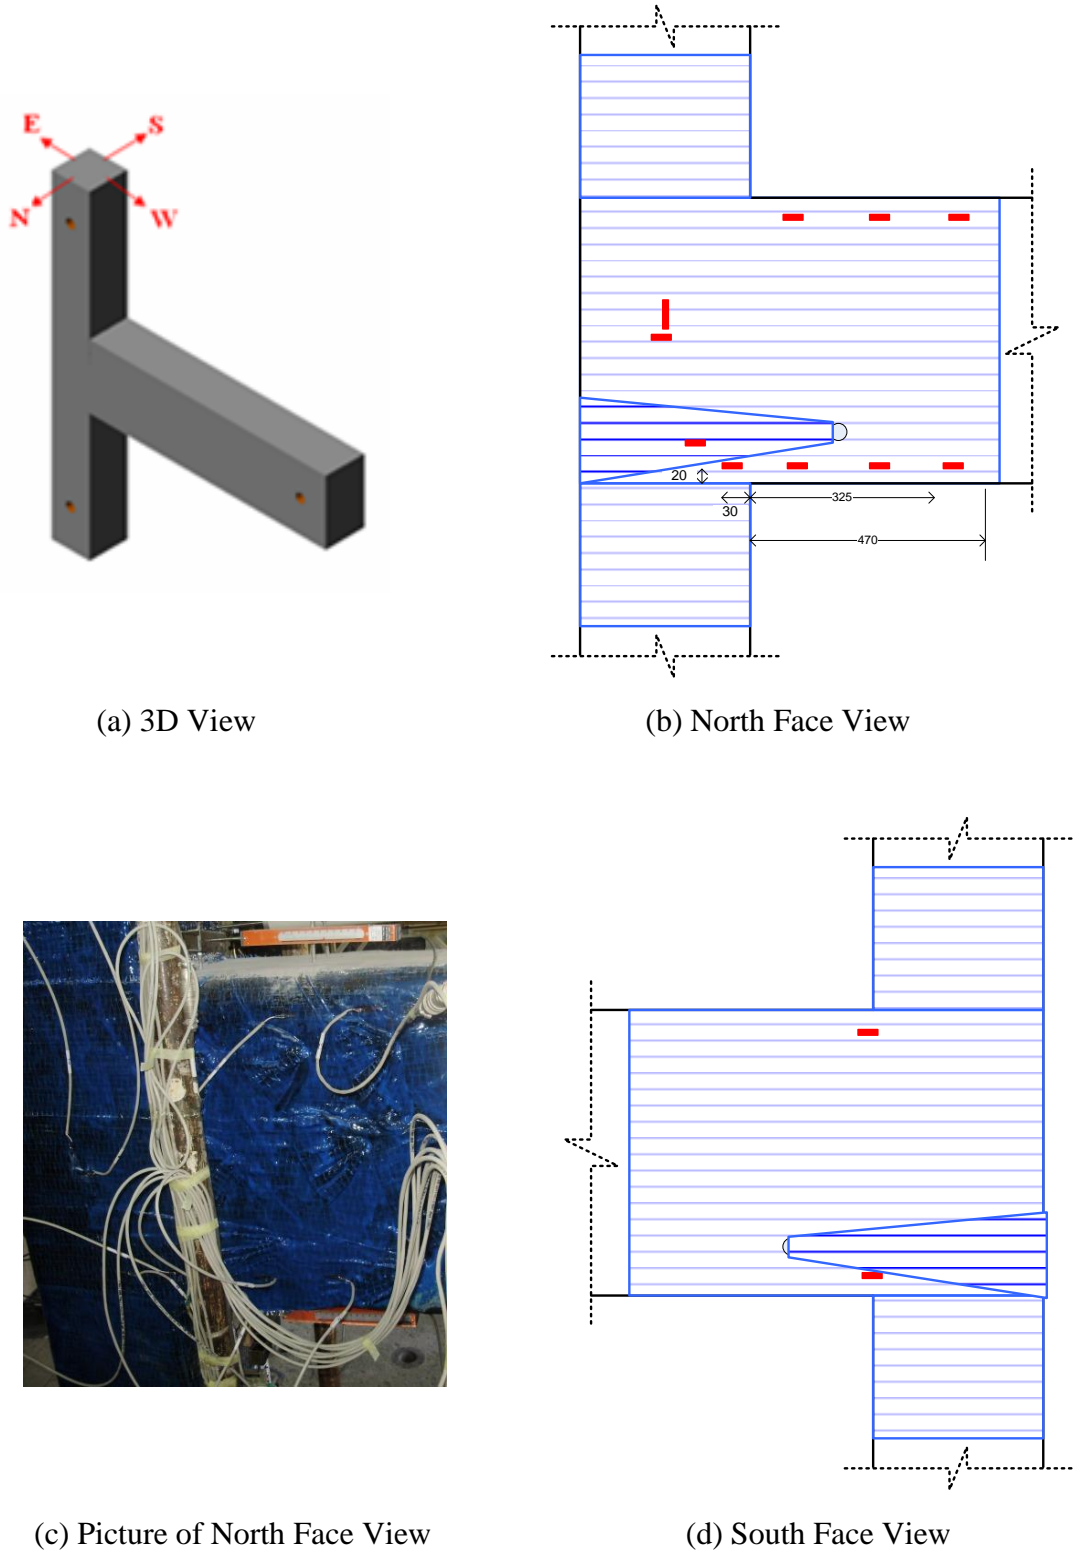 E
S
N
W
20
30
325
470
(a) 3D View
(b) North Face View
(c) Picture of North Face View
(d) South Face View